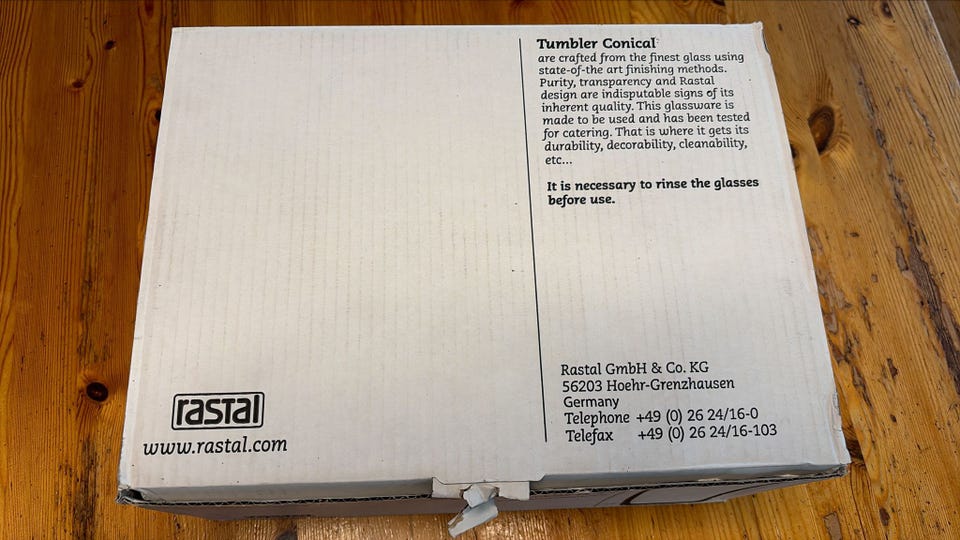 Tumbler Conical
are crafted from the finest glass using
state-of-the art finishing methods.
Purity, transparency and Rastal
design are indisputable signs of its
inherent quality. This glassware is
made to be used and has been tested
for catering. That is where it gets its
durability, decorability, cleanability,
etc...
It is necessary to rinse the glasses
before use.
rastal
www.rastal.com
Rastal GmbH & Co. KG
56203 Hoehr-Grenzhausen
Germany
Telephone +49 (0) 26 24/16-0
Telefax +49 (0) 26 24/16-103